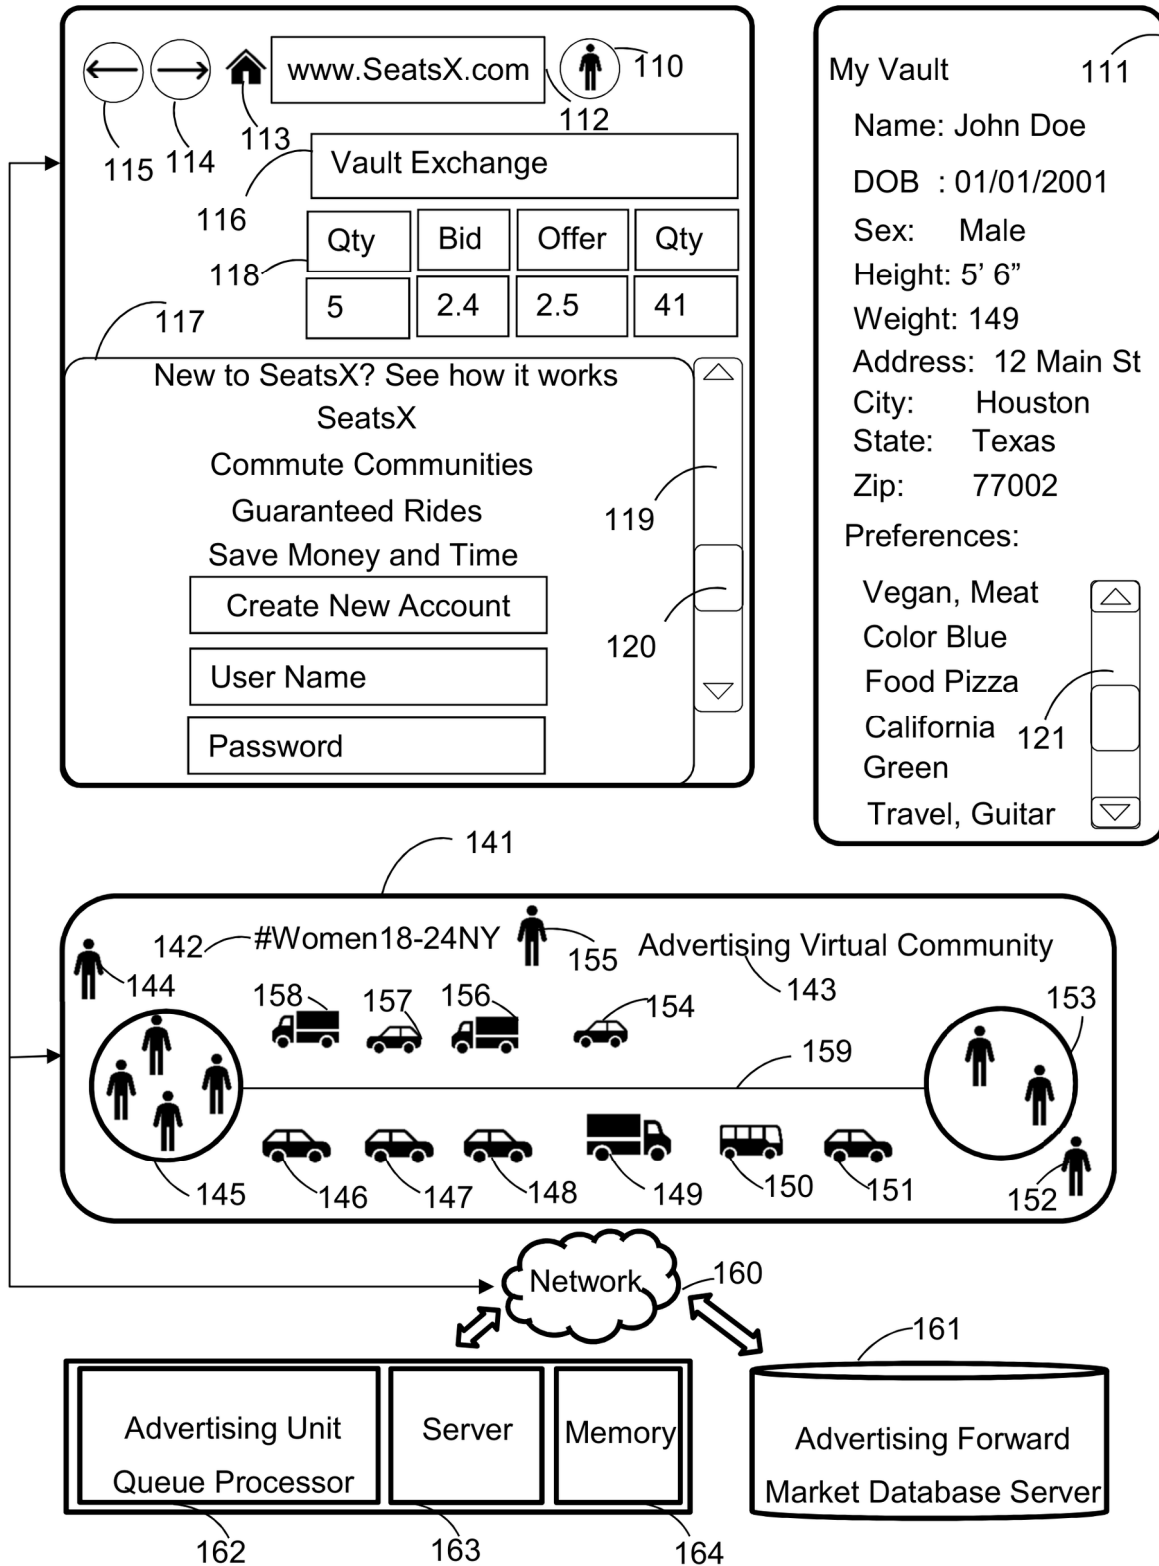 www.SeatsX.com
110
112
113
114
115
116
Vault Exchange
Qty Bid Offer Qty
118
5 2.4 2.5 41
117
New to SeatsX? See how it works
SeatsX
Commute Communities
Guaranteed Rides
119
Save Money and Time
Create New Account
120
User Name
Password
My Vault
111
Name: John Doe
DOB : 01/01/2001
Sex: Male
Height: 5’ 6”
Weight: 149
Address: 12 Main St
City: Houston
State: Texas
Zip: 77002
Preferences:
Vegan, Meat
Color Blue
Food Pizza
California
121
Green
Travel, Guitar
141
142 #Women18-24NY
155
Advertising Virtual Community
144
143
158 157 156 154
153
159
145 146 147 148 149 150 151
152
Network
160
161
Advertising Unit
Queue Processor
Server
Memory
Advertising Forward
Market Database Server
162 163 164